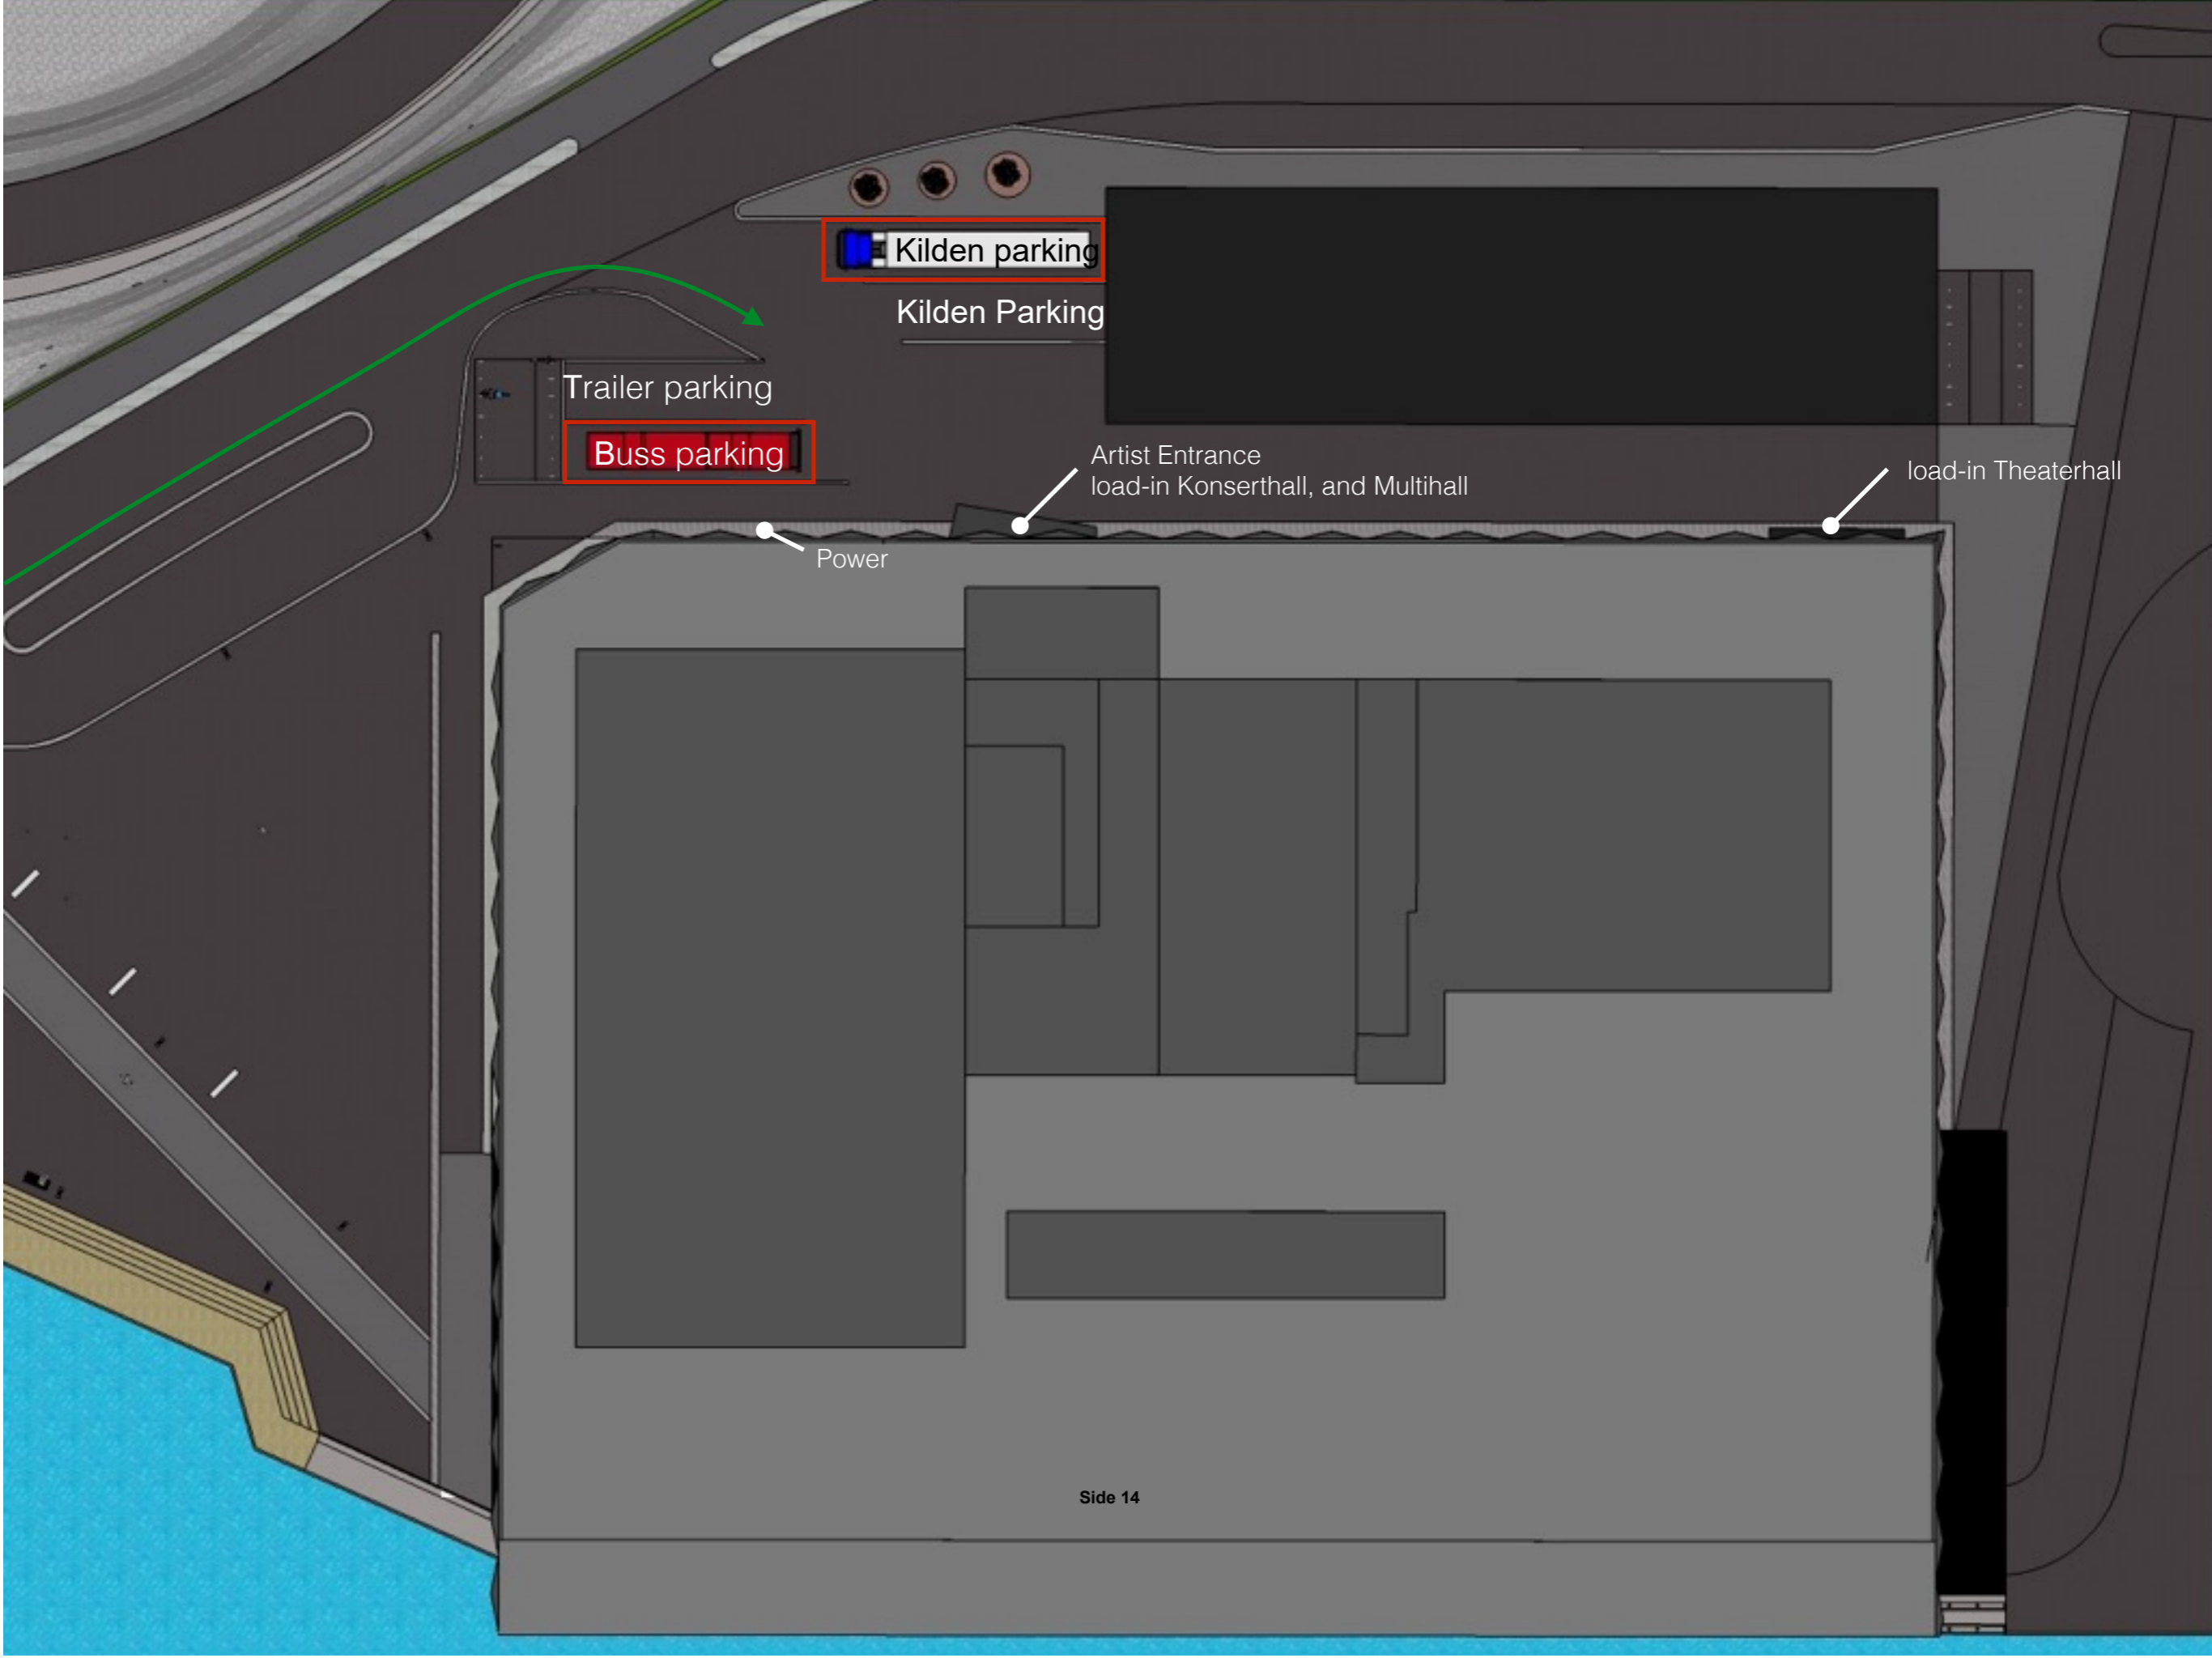 Kilden parking
Kilden Parking
Trailer parking
Buss parking
Artist Entrance
load-in Konserthall, and Multihall
load-in Theaterhall
Power
Side 14